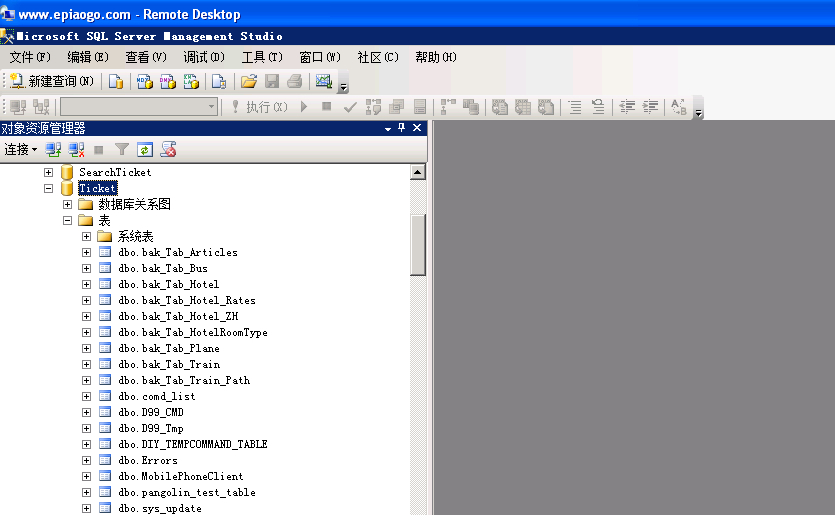 www.epiaogo.com - Remote Desktop
Microsoft SQL Server Management Studio
文件(F) 编辑(E) 查看(V) 调试(D) 工具(T) 窗口(W) 社区(C) 帮助(H)
新建查询(N)
执行(X)
对象资源管理器
连接
SearchTicket
Ticket
数据库关系图
表
系统表
dbo.bak_Tab_Articles
dbo.bak_Tab_Bus
dbo.bak_Tab_Hotel
dbo.bak_Tab_Hotel_Rates
dbo.bak_Tab_Hotel_ZH
dbo.bak_Tab_HotelRoomType
dbo.bak_Tab_Plane
dbo.bak_Tab_Train
dbo.bak_Tab_Train_Path
dbo.comd_list
dbo.D99_CMD
dbo.D99_Tmp
dbo.DIY_TEMPCOMMAND_TABLE
dbo.Errors
dbo.MobilePhoneClient
dbo.pangolin_test_table
dbo.sys_update